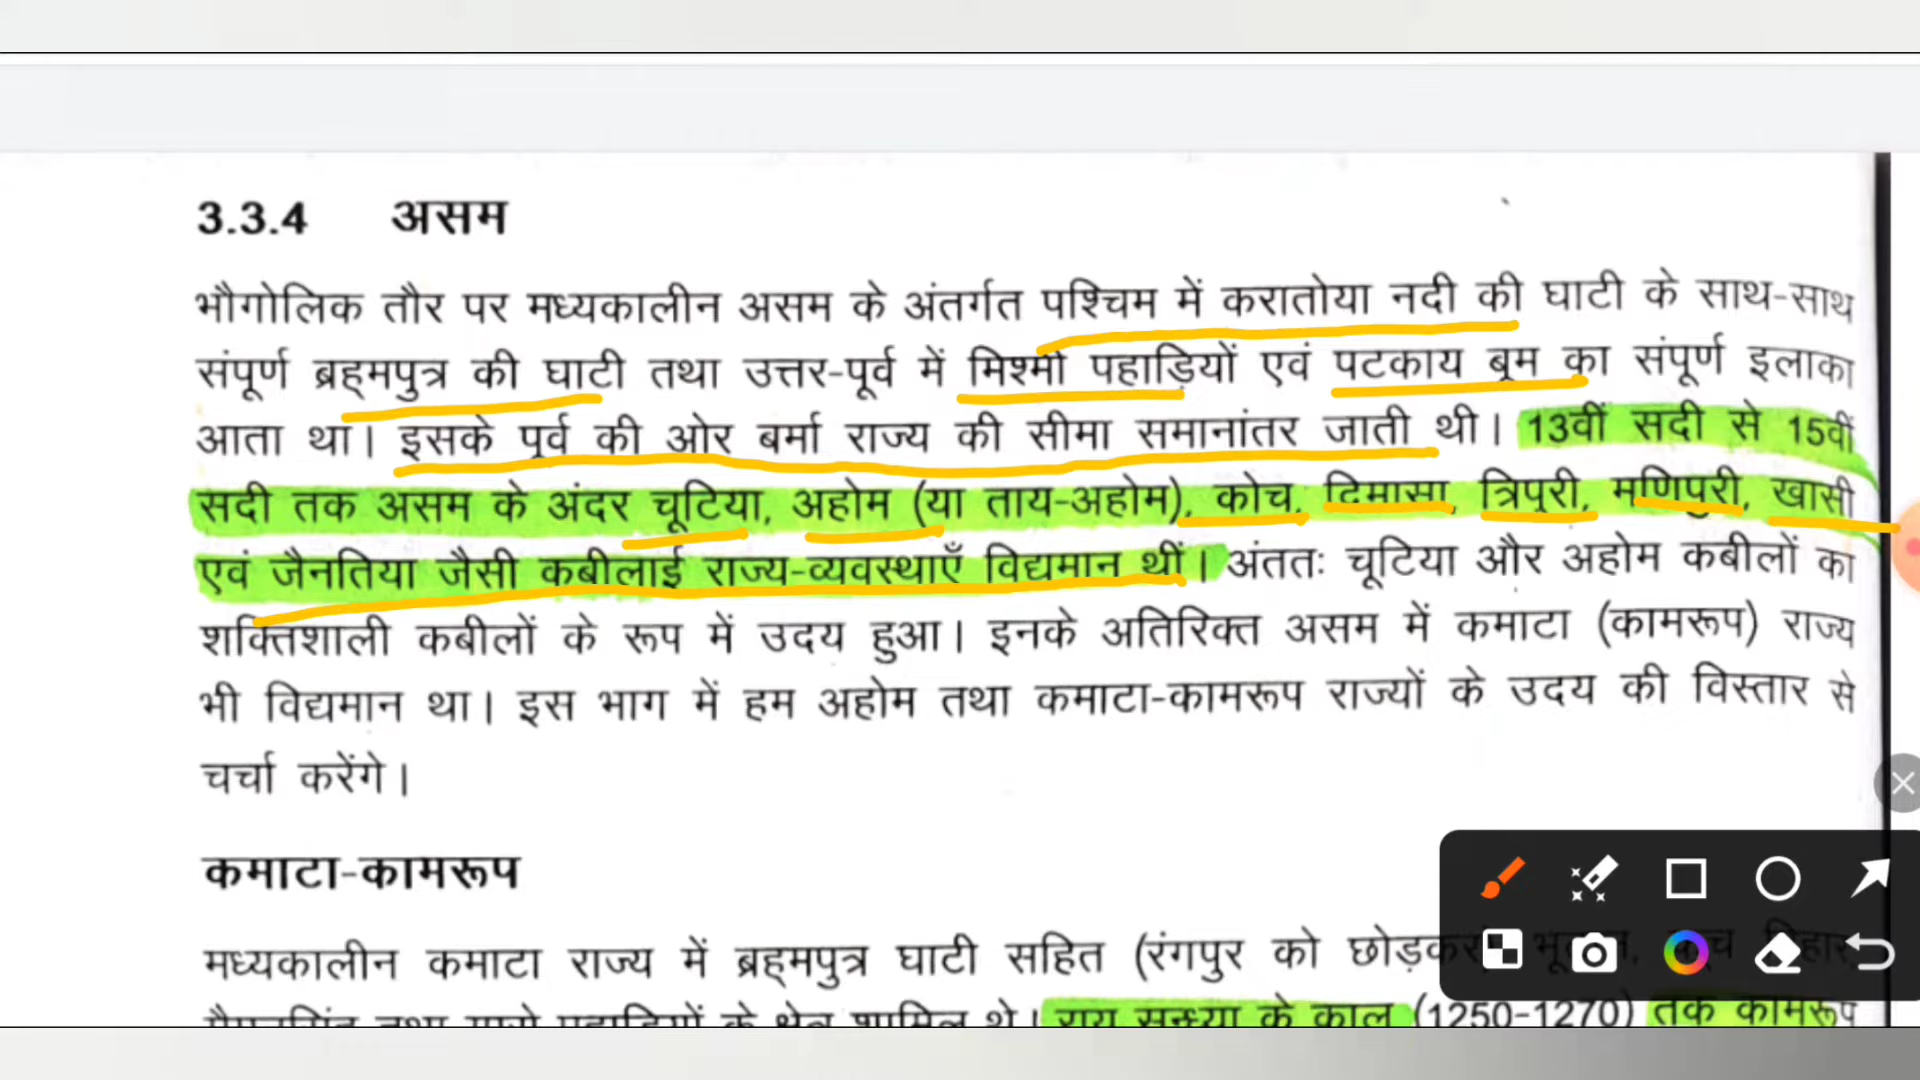 3.3.4 असम
भौगोलिक तौर पर मध्यकालीन असम के अंतर्गत पश्चिम में करातोया नदी की घाटी के साथ-साथ
संपूर्ण ब्रह्मपुत्र की घाटी तथा उत्तर-पूर्व में मिश्मी पहाड़ियों एवं पटकाय बूम का संपूर्ण इलाका
आता था। इसके पूर्व की ओर बर्मा राज्य की सीमा समानांतर जाती थी। 13वीं सदी से 15वीं
सदी तक असम के अंदर चूटिया, अहोम (या ताय-अहोम), कोच, दिमासा, त्रिपुरी, मणिपुरी, खासी
एवं जैनतिया जैसी कबीलाई राज्य-व्यवस्थाएँ विद्यमान थीं। अंततः चूटिया और अहोम कबीलों का
शक्तिशाली कबीलों के रूप में उदय हुआ। इनके अतिरिक्त असम में कमाटा (कामरूप) राज्य
भी विद्यमान था। इस भाग में हम अहोम तथा कमाटा-कामरूप राज्यों के उदय की विस्तार से
चर्चा करेंगे।
कमाटा-कामरूप
मध्यकालीन कमाटा राज्य में ब्रह्मपुत्र घाटी सहित (रंगपुर को छोड़कर
के क्षेत्र शामिल थे। राय सन्ध्या के काल (1250-1270) तक कामरूप